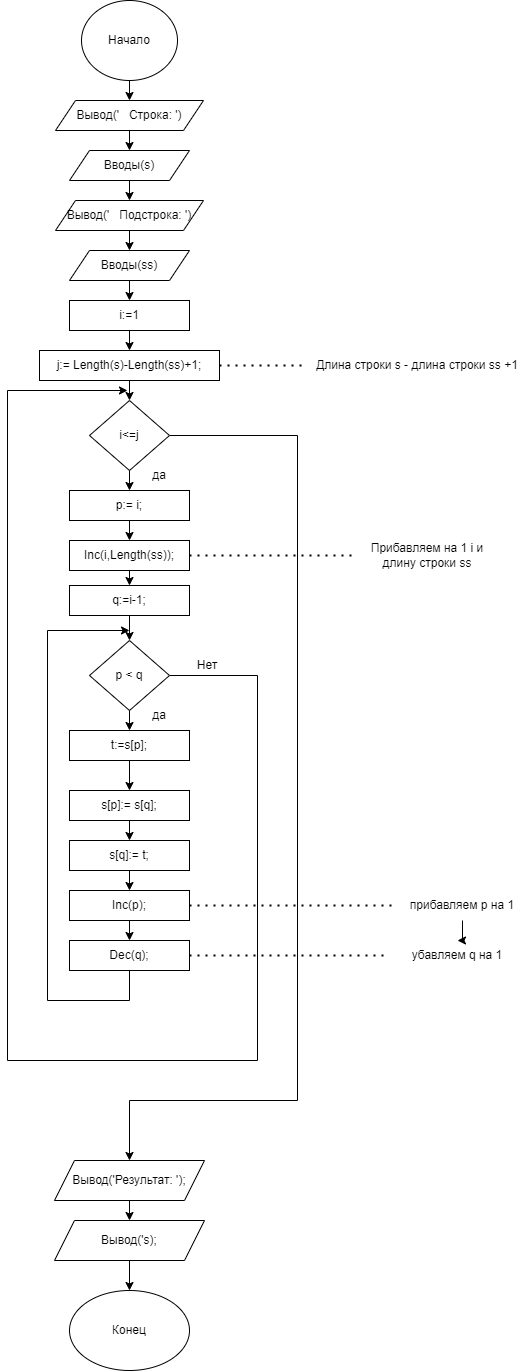 Начало
Вывод('   Строка: ')
Вводы(s)
Вывод('   Подстрока: ')
Вводы(ss)
i:=1
j:= Length(s)-Length(ss)+1;
Длина строки s - длина строки ss +1
i<=j
да
p:= i;
Inc(i,Length(ss));
Прибавляем на 1 i и
длину строки ss
q:=i-1;
p < q
Нет
да
t:=s[p];
s[p]:= s[q];
s[q]:= t;
Inc(p);
прибавляем p на 1
Dec(q);
убавляем q на 1
Вывод('Результат: ');
Вывод('s);
Конец